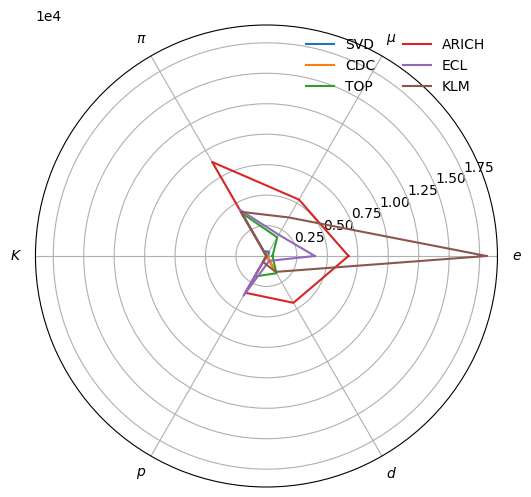 1e4
π
μ
SVD
CDC
TOP
ARICH
ECL
KLM
1.75
1.50
1.25
1.00
0.75
0.50
0.25
K
e
p
d